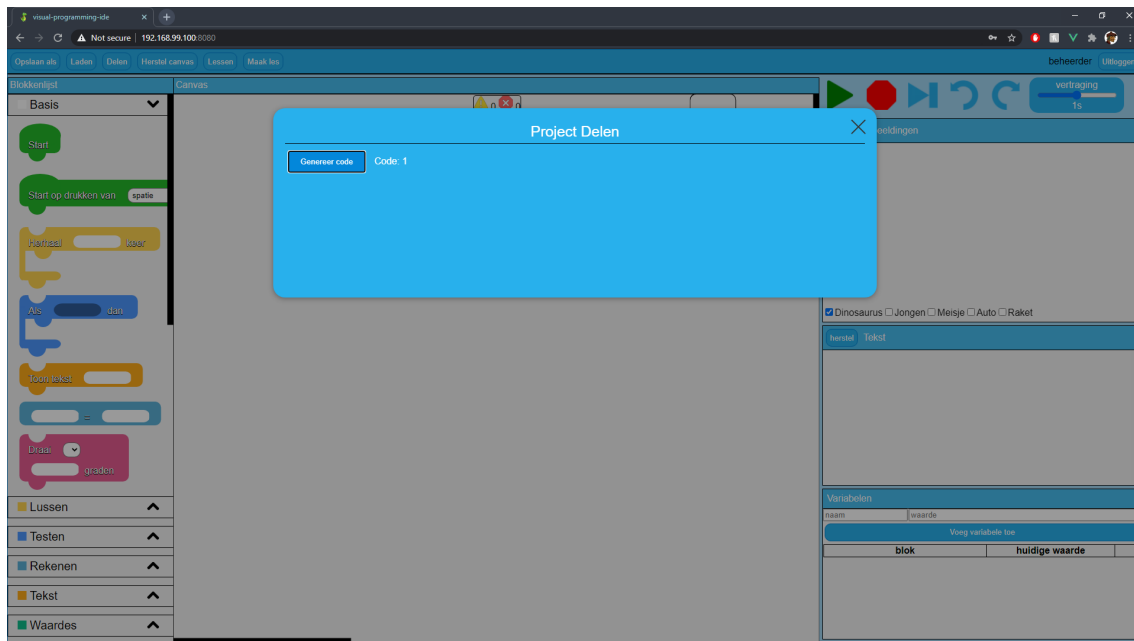 visual-programming-ide
Not secure 192.168.99.100:8080
Opslaan als Laden Delen Herstel canvas Lessen Maak les beheerder Uitloggen
Blokkenlijst Canvas
Basis
0 0
vertraging
1s
Project Delen
eeldingen
Genereer code Code: 1
Start
Start op drukken van spatie
Herhaal keer
Als dan
Dinosaurus Jongen Meisje Auto Raket
herstel Tekst
Toon tekst
=
Draai
graden
Variabelen
naam waarde
Voeg variabele toe
blok huidige waarde
Lussen
Testen
Rekenen
Tekst
Waardes